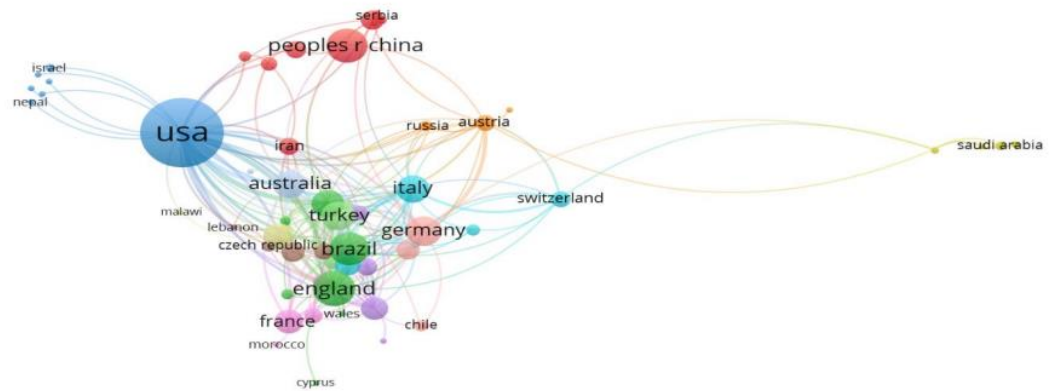 serbia
peoples r china
israel
nepal
usa
russia
austria
iran
saudi arabia
australia
italy
switzerland
malawi
turkey
lebanon
germany
czech republic
brazil
england
wales
france
chile
morocco
cyprus